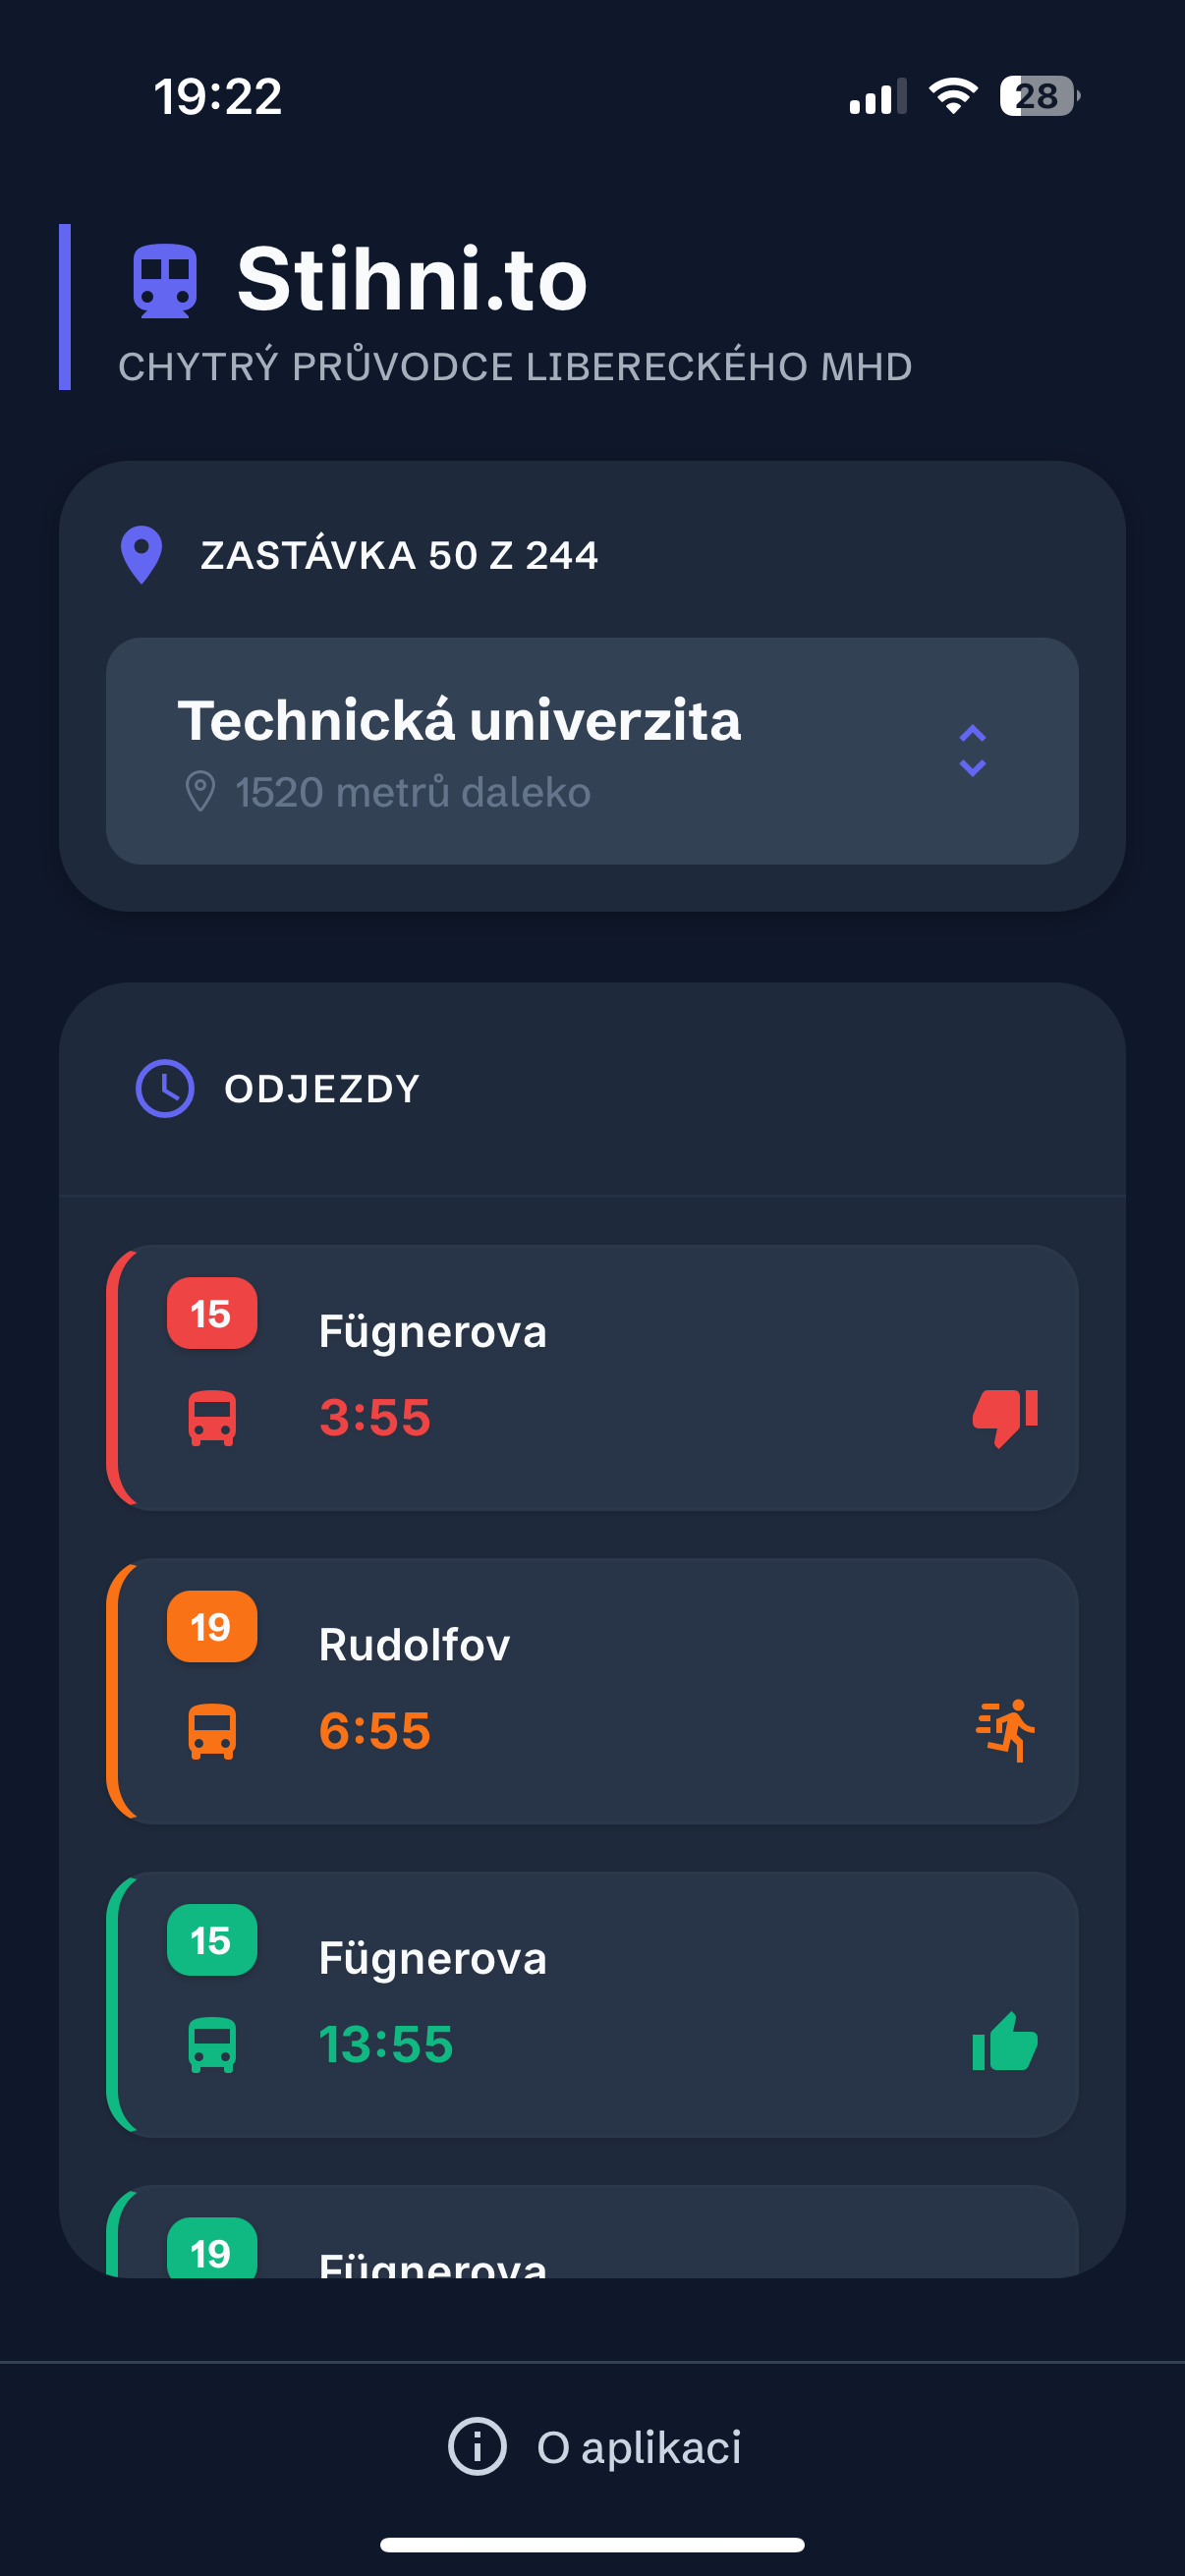 19:22
28
Stihni.to
CHYTRÝ PRŮVODCE LIBERECKÉHO MHD
ZASTÁVKA 50 Z 244
Technická univerzita
1520 metrů daleko
ODJEZDY
15
Fügnerova
3:55
19
Rudolfov
6:55
15
Fügnerova
13:55
19
Fügnerova
O aplikaci